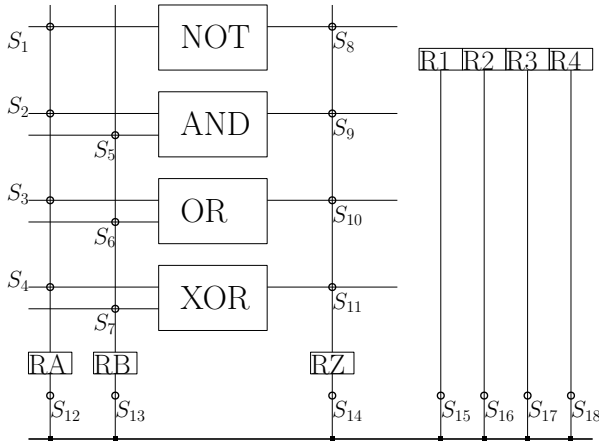 S₁ NOT S₈
R1 R2 R3 R4
S₂ AND S₉
S₅
S₃ OR S₁₀
S₆
S₄ XOR S₁₁
S₇
RA RB RZ
S₁₂ S₁₃ S₁₄ S₁₅ S₁₆ S₁₇ S₁₈